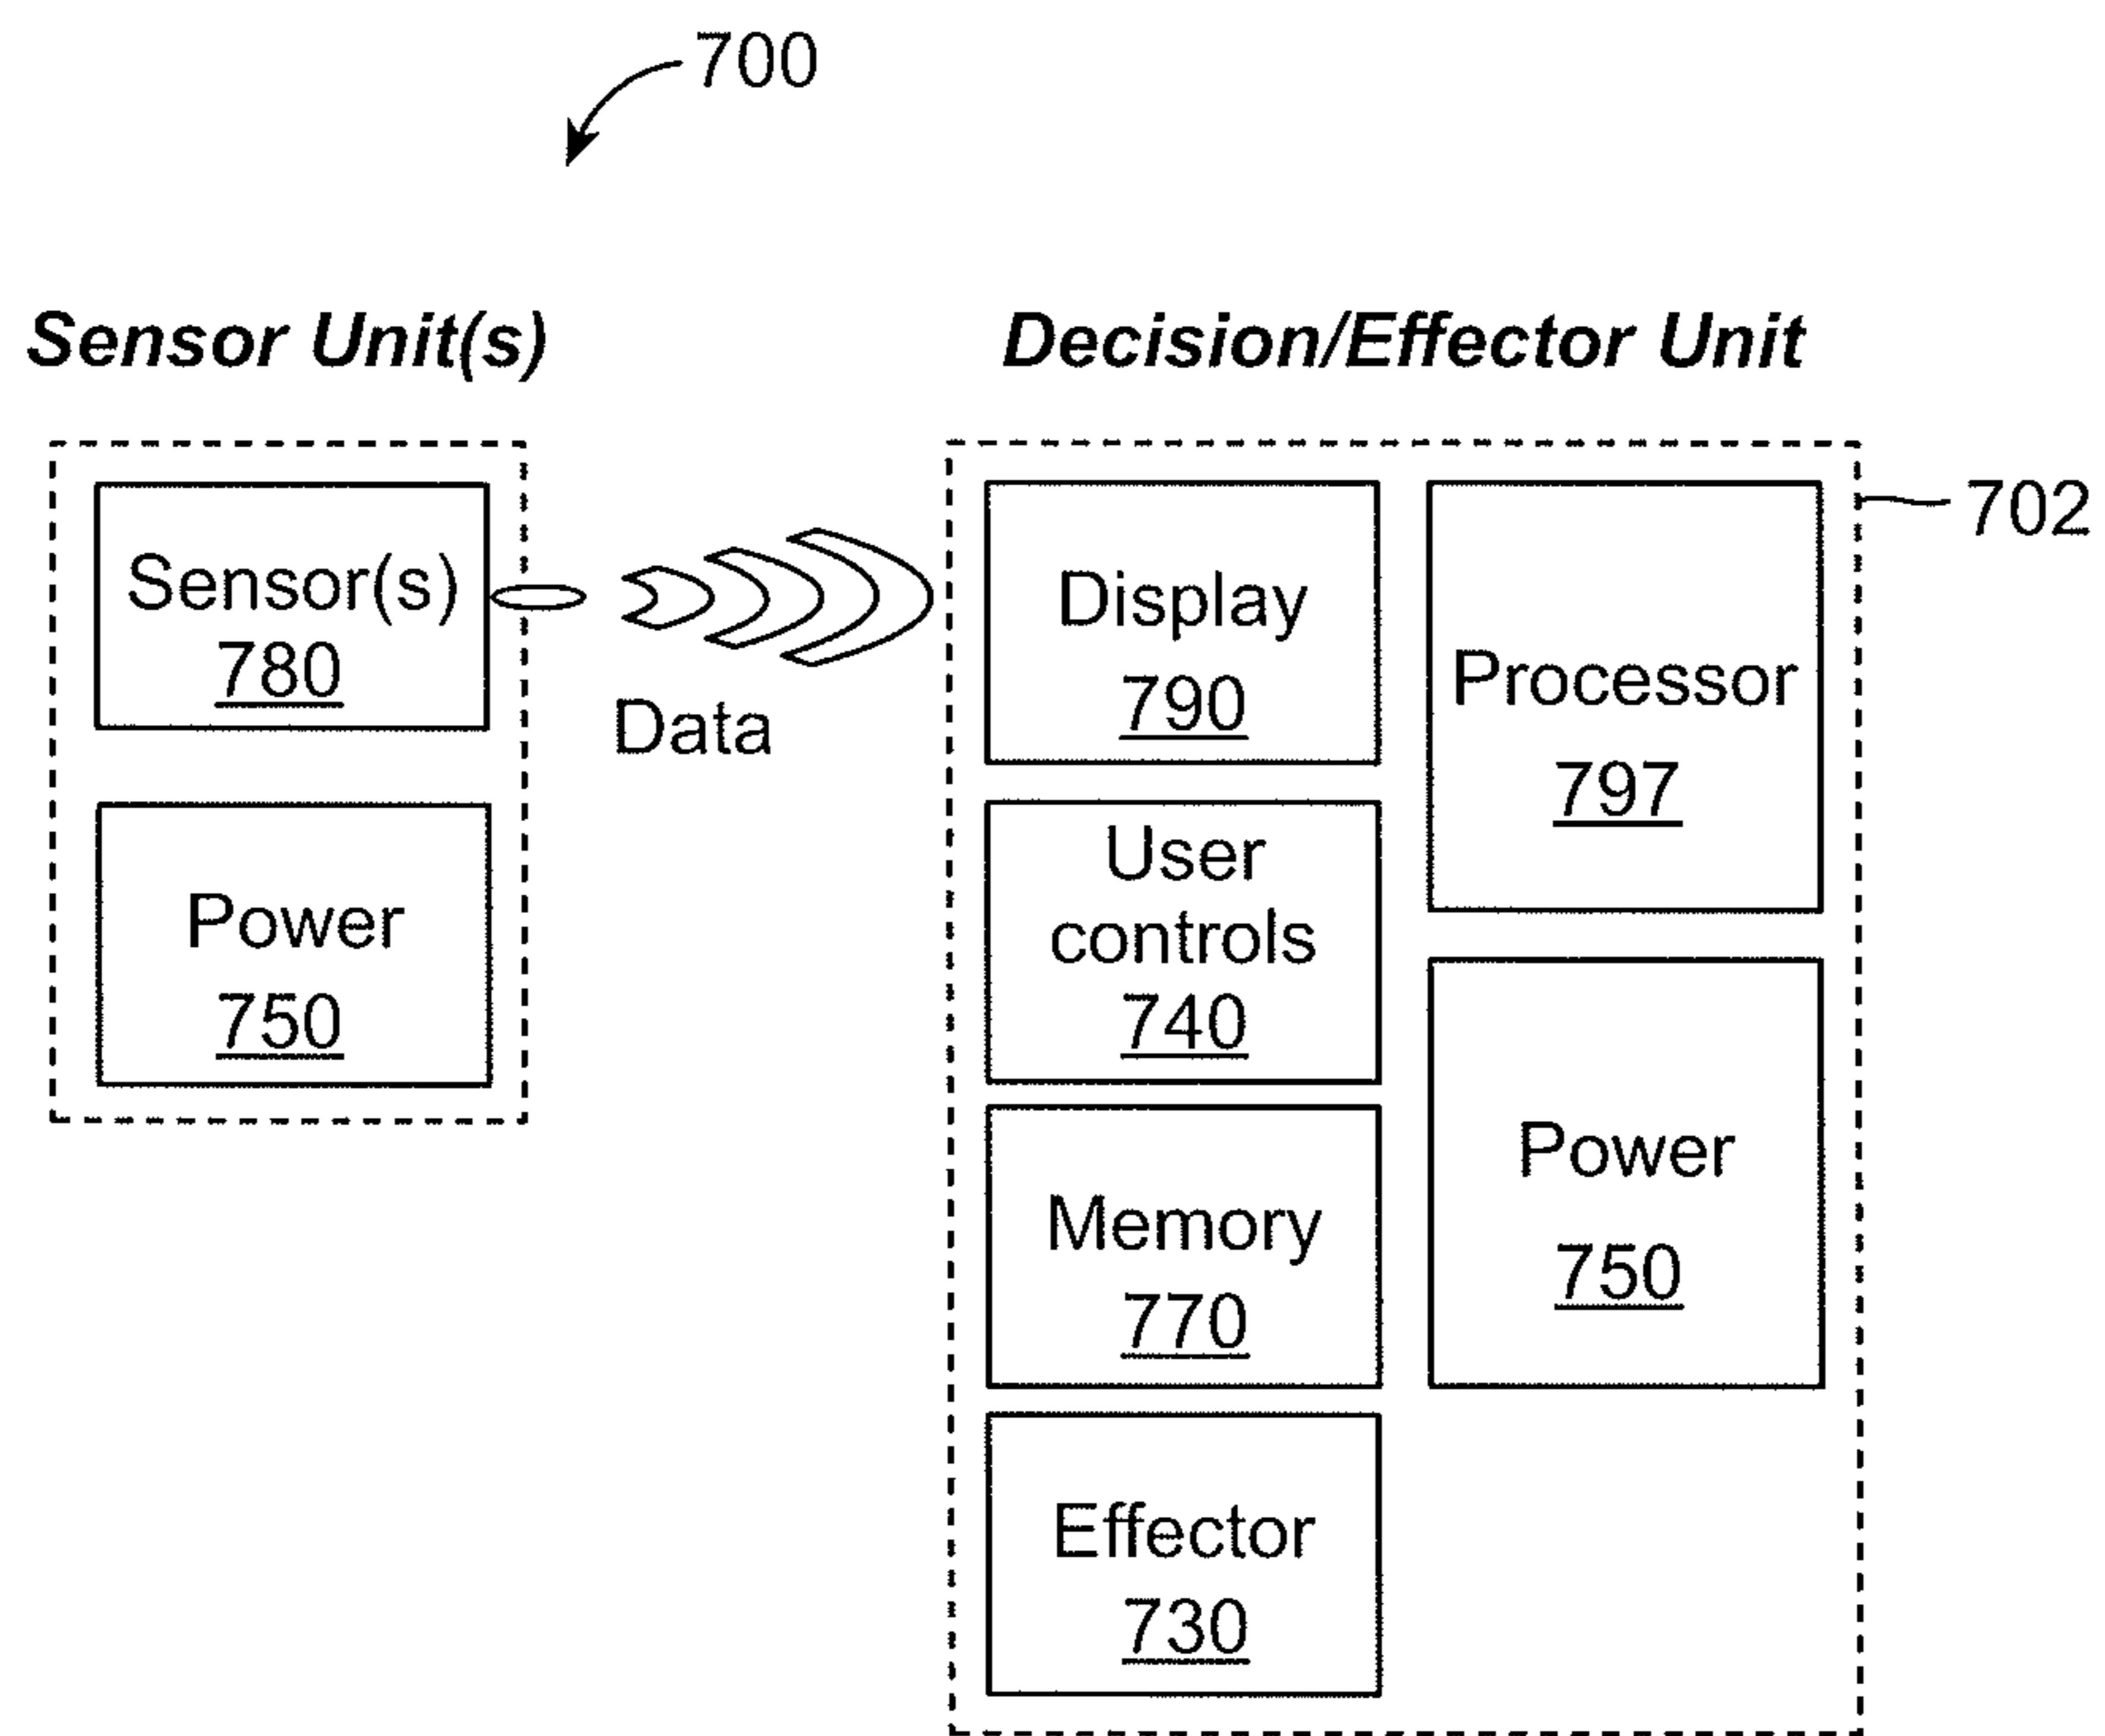 700
Sensor Unit(s)
Decision/Effector Unit
Sensor(s)
780
Power
750
Data
702
Display
790
User
controls
740
Memory
770
Effector
730
Processor
797
Power
750